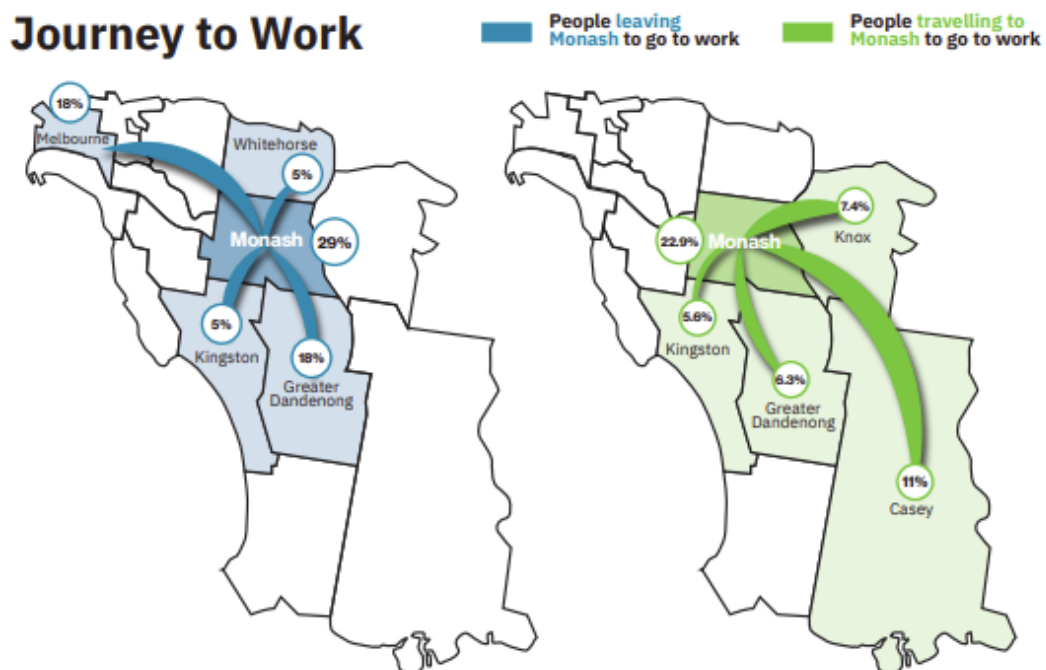 Journey to Work
People leaving
Monash to go to work
People travelling to
Monash to go to work
18%
Melbourne
Whitehorse
5%
Monash
29%
5%
Kingston
18%
Greater
Dandenong
7.4%
Knox
22.9%
Monash
5.6%
Kingston
6.3%
Greater
Dandenong
11%
Casey